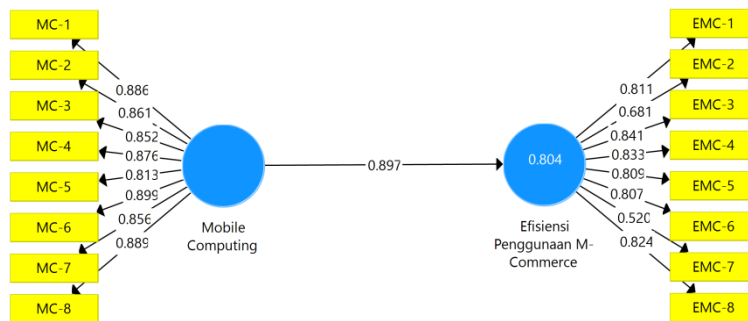 MC-1
MC-2
MC-3
MC-4
MC-5
MC-6
MC-7
MC-8
0.886
0.861
0.852
0.876
0.813
0.899
0.856
0.889
Mobile
Computing
0.897
0.804
Efisiensi
Penggunaan M-
Commerce
0.811
0.681
0.841
0.833
0.809
0.807
0.520
0.824
EMC-1
EMC-2
EMC-3
EMC-4
EMC-5
EMC-6
EMC-7
EMC-8